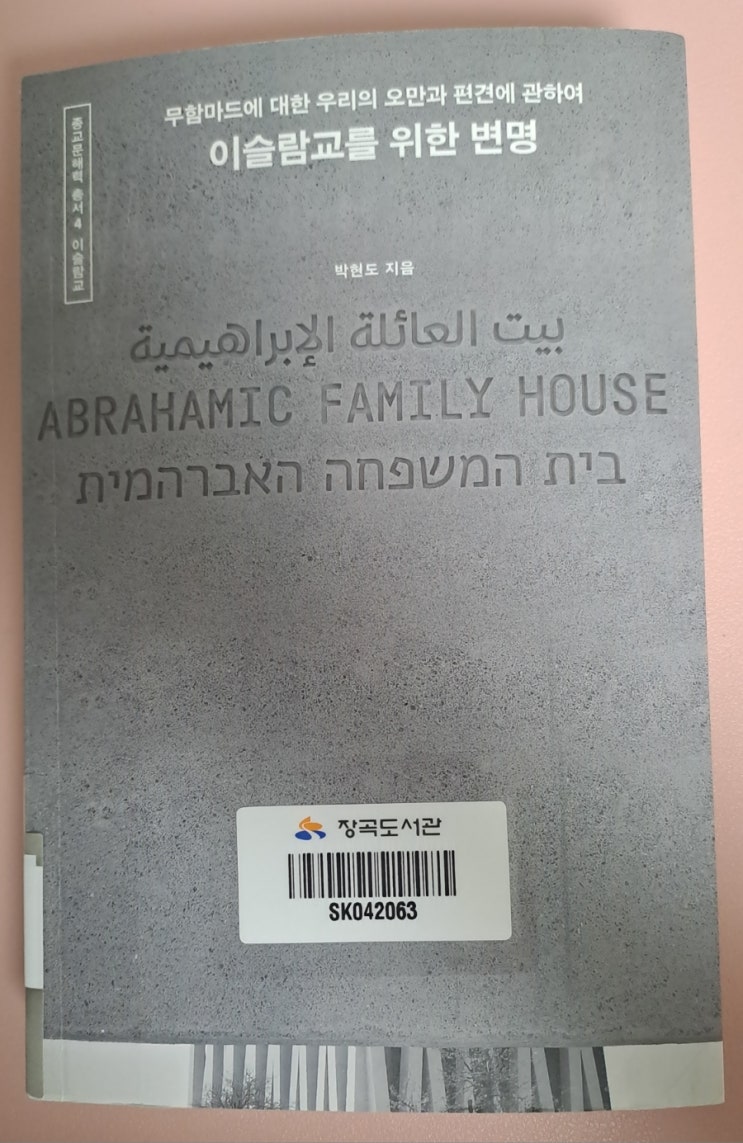 무함마드에 대한 우리의 오만과 편견에 관하여
이슬람교를 위한 변명
종교문해력 총서 4 이슬람교
박현도 지음
بيت العائلة الإبراهيمية
ABRAHAMIC FAMILY HOUSE
בית המשפחה האברהמית
장곡도서관
SK042063